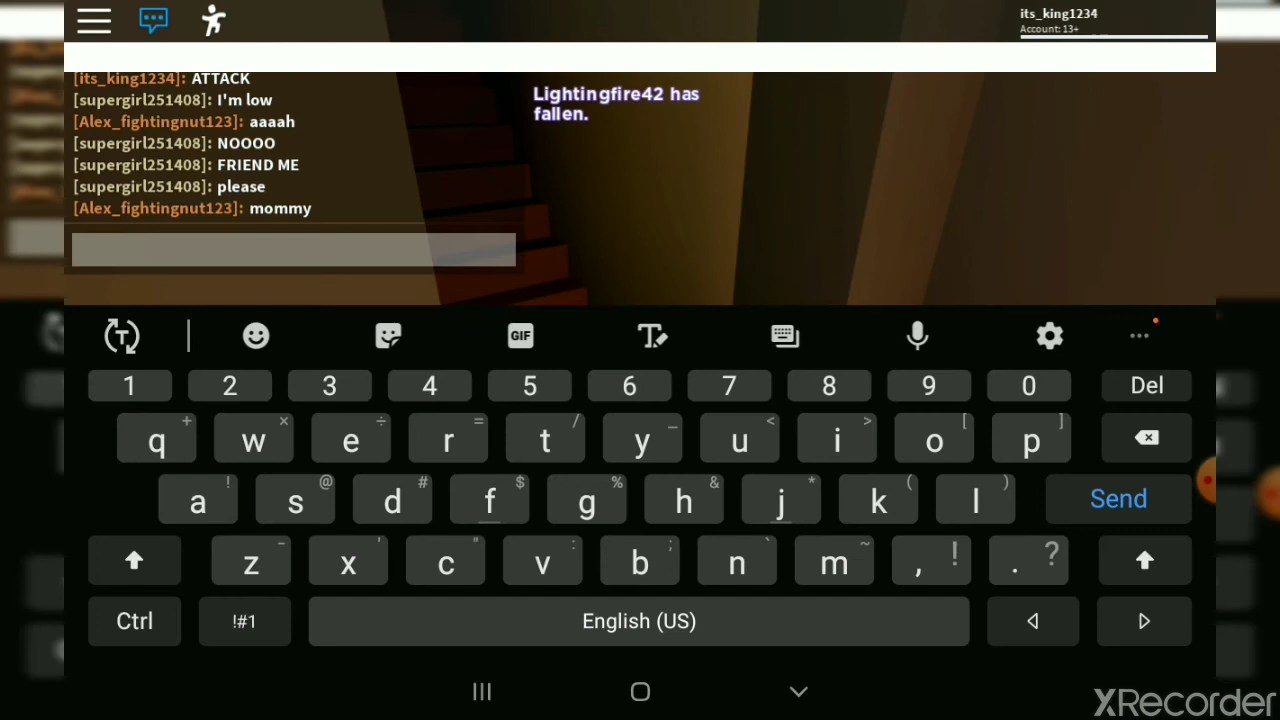 its_king1234
Account: 13+
[its_king1234]: ATTACK
[supergirl251408]: I'm low
[Alex_fightingnut123]: aaaah
[supergirl251408]: NOOOO
[supergirl251408]: FRIEND ME
[supergirl251408]: please
[Alex_fightingnut123]: mommy
Lightingfire42 has
fallen.
T GIF T
1 2 3 4 5 6 7 8 9 0 Del
+ × ÷ = / _ < > [ ]
q w e r t y u i o p
! @ # $ % & * ( )
a s d f g h j k l Send
- ' " : ; ` ~ ! ?
z x c v b n m , .
Ctrl !#1 English (US)
XRecorder